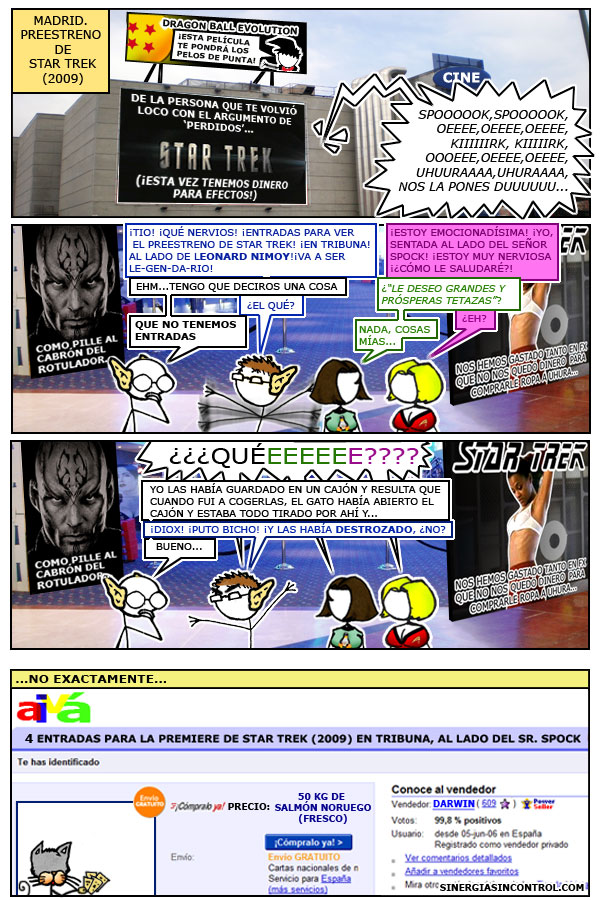 MADRID.
PREESTRENO
DE
STAR TREK
(2009)
DRAGON BALL EVOLUTION
¡ESTA PELÍCULA
TE PONDRÁ LOS
PELOS DE PUNTA!
DE LA PERSONA QUE TE VOLVIÓ
LOCO CON EL ARGUMENTO DE
'PERDIDOS'...
STAR TREK
(¡ESTA VEZ TENEMOS DINERO
PARA EFECTOS!)
CINE
SPOOOOOK,SPOOOOOK,
OEEEE,OEEEE,OEEEE,
KIIIIIIRK, KIIIIIRK,
OOOEEE,OEEEE,OEEEE,
UHUURAAAA,UHURAAAA,
NOS LA PONES DUUUUUU...
¡TIO! ¡QUÉ NERVIOS! ¡ENTRADAS PARA VER
EL PREESTRENO DE STAR TREK! ¡EN TRIBUNA!
AL LADO DE LEONARD NIMOY!¡VA A SER
LE-GEN-DA-RIO!
¡ESTOY EMOCIONADÍSIMA! ¡YO,
SENTADA AL LADO DEL SEÑOR
SPOCK! ¡ESTOY MUY NERVIOSA
¡¿CÓMO LE SALUDARÉ?!
EHM...TENGO QUE DECIROS UNA COSA
¿EL QUÉ?
¿"LE DESEO GRANDES Y
PRÓSPERAS TETAZAS"?
¿EH?
QUE NO TENEMOS
ENTRADAS
NADA, COSAS
MÍAS...
COMO PILLE AL
CABRÓN DEL
ROTULADOR...
TREK
NOS HEMOS GASTADO TANTO EN FX
QUE NO NOS QUEDO DINERO PARA
COMPRARLE ROPA A UHURA...
¿¿¿QUÉEEEEEE????
YO LAS HABÍA GUARDADO EN UN CAJÓN Y RESULTA QUE
CUANDO FUI A COGERLAS, EL GATO HABÍA ABIERTO EL
CAJÓN Y ESTABA TODO TIRADO POR AHÍ Y...
¡DIOX! ¡PUTO BICHO! ¡Y LAS HABÍA DESTROZADO, ¿NO?
BUENO...
COMO PILLE AL
CABRÓN DEL
ROTULADOR...
STAR TREK
NOS HEMOS GASTADO TANTO EN FX
QUE NO NOS QUEDO DINERO PARA
COMPRARLE ROPA A UHURA...
...NO EXACTAMENTE...
aivá
4 ENTRADAS PARA LA PREMIERE DE STAR TREK (2009) EN TRIBUNA, AL LADO DEL SR. SPOCK
Te has identificado
Envío
GRATUITO
¡Cómpralo ya! PRECIO:
50 KG DE
SALMÓN NORUEGO
(FRESCO)
¡Cómpralo ya! >
Envío:
Envío GRATUITO
Cartas nacionales de n
Servicio para España
(más servicios)
Conoce al vendedor
Vendedor: DARWIN ( 609 ) Power Seller
Votos: 99,8 % positivos
Usuario: desde 05-jun-06 en España
Registrado como vendedor privado
Ver comentarios detallados
Añadir a vendedores favoritos
Mira otro
Tienda
SINERGIASINCONTROL.COM